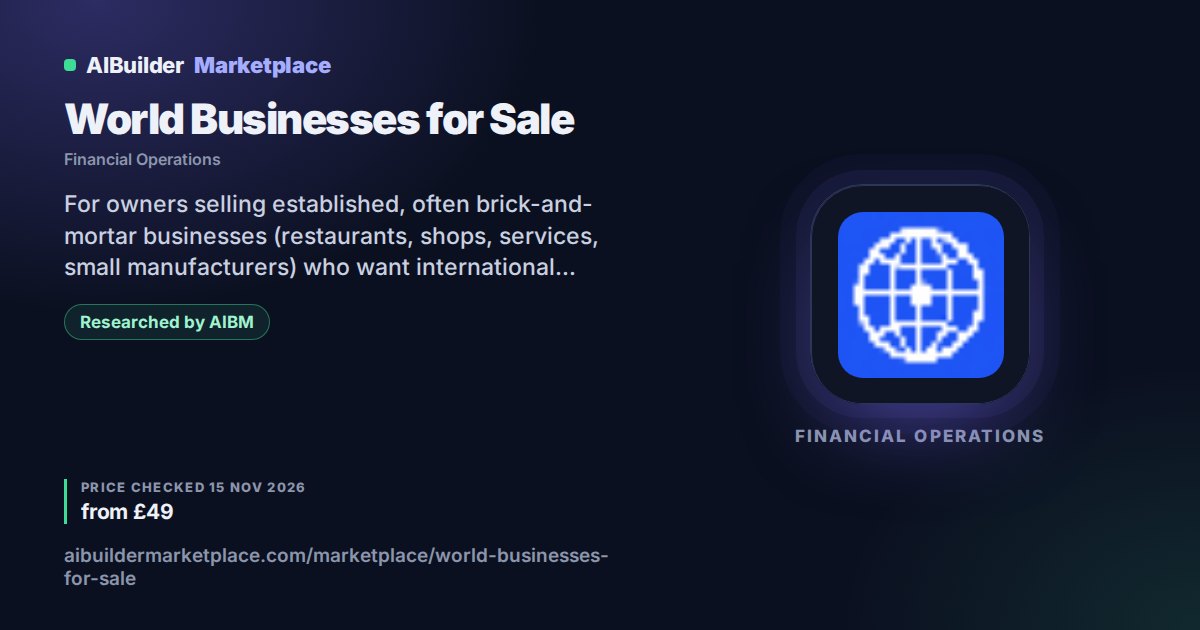 AIBuilder Marketplace
World Businesses for Sale
Financial Operations
For owners selling established, often brick-and-
mortar businesses (restaurants, shops, services,
small manufacturers) who want international...
Researched by AIBM
FINANCIAL OPERATIONS
PRICE CHECKED 15 NOV 2026
from £49
aibuildermarketplace.com/marketplace/world-businesses-
for-sale